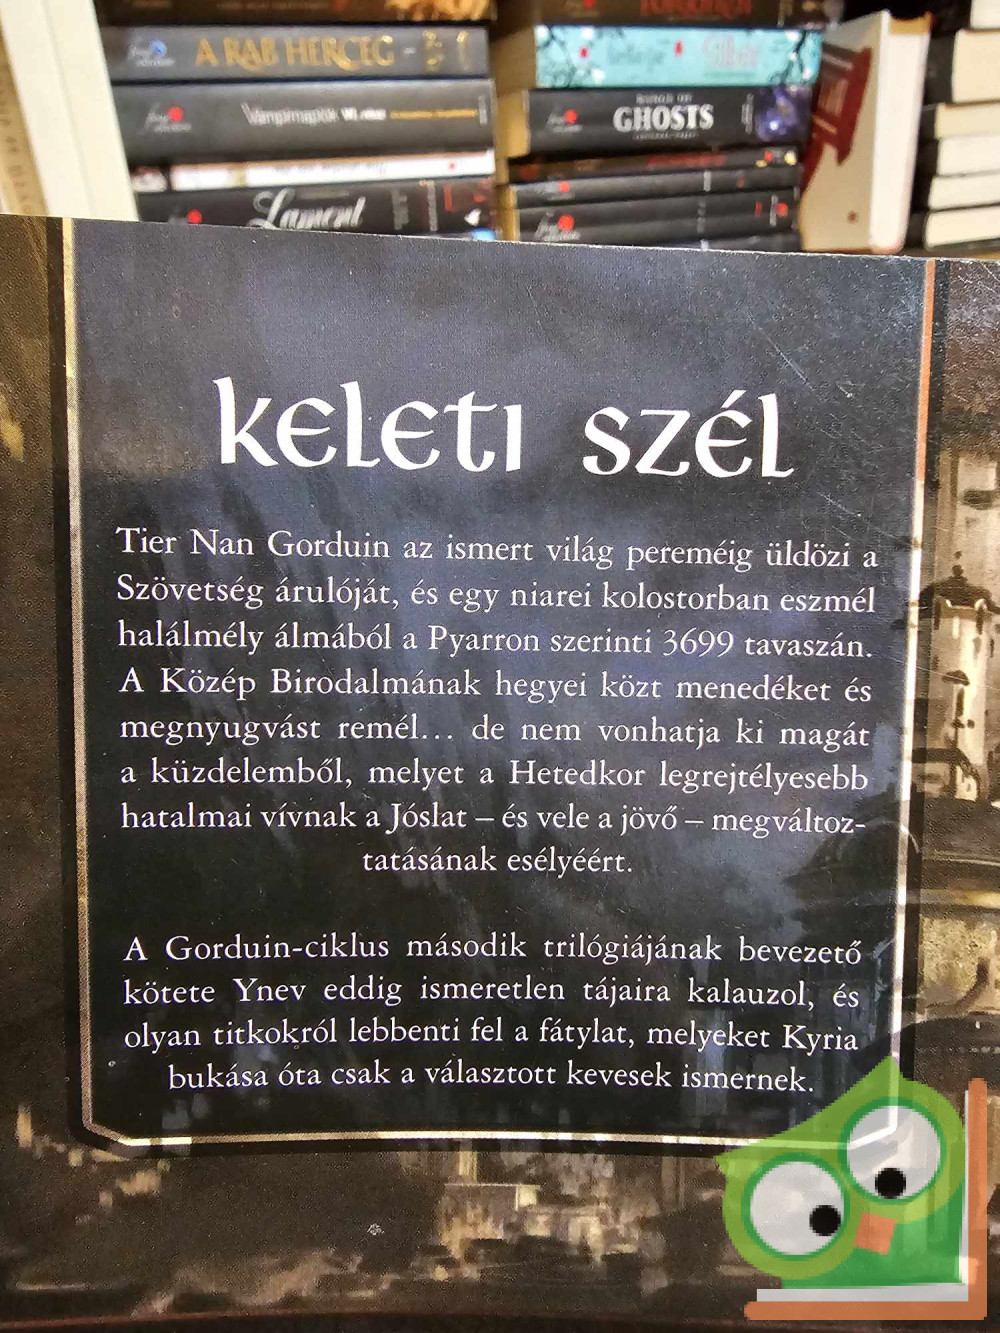 A RAB HERCEG
Vámpírnaplók
GHOSTS
Lament
keleti szél
Tier Nan Gorduin az ismert világ pereméig üldözi a
Szövetség árulóját, és egy niarei kolostorban eszmél
halálmély álmából a Pyarron szerinti 3699 tavaszán.
A Közép Birodalmának hegyei közt menedéket és
megnyugvást remél... de nem vonhatja ki magát
a küzdelemből, melyet a Hetedkor legrejtélyesebb
hatalmai vívnak a Jóslat – és vele a jövő – megváltoz-
tatásának esélyéért.
A Gorduin-ciklus második trilógiájának bevezető
kötete Ynev eddig ismeretlen tájaira kalauzol, és
olyan titkokról lebbenti fel a fátylat, melyeket Kyria
bukása óta csak a választott kevesek ismernek.